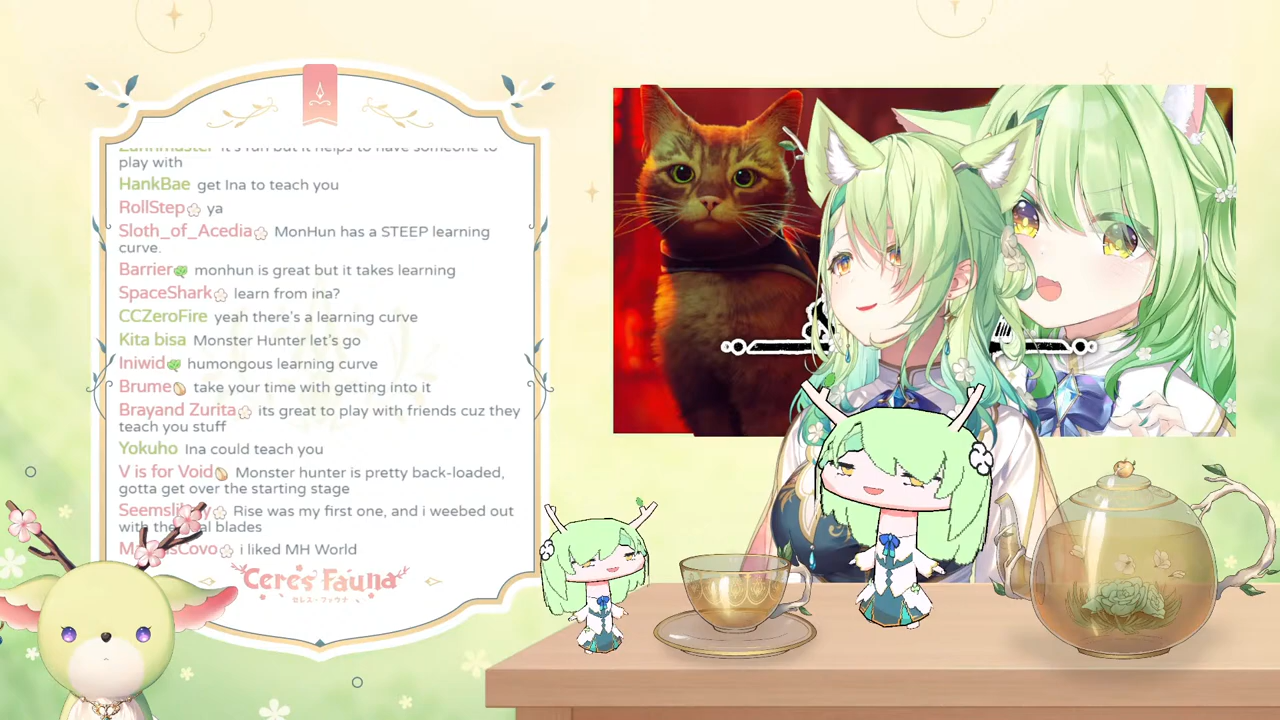 play with
HankBae get Ina to teach you
RollStep ya
Sloth_of_Acedia MonHun has a STEEP learning
curve.
Barrier monhun is great but it takes learning
SpaceShark learn from ina?
CCZeroFire yeah there's a learning curve
Kita bisa Monster Hunter let's go
Iniwid humongous learning curve
Brume take your time with getting into it
Brayand Zurita its great to play with friends cuz they
teach you stuff
Yokuho Ina could teach you
V is for Void Monster hunter is pretty back-loaded,
gotta get over the starting stage
Rise was my first one, and i weebed out
with the blades
i liked MH World
Ceres Fauna
セレス・ファウナ